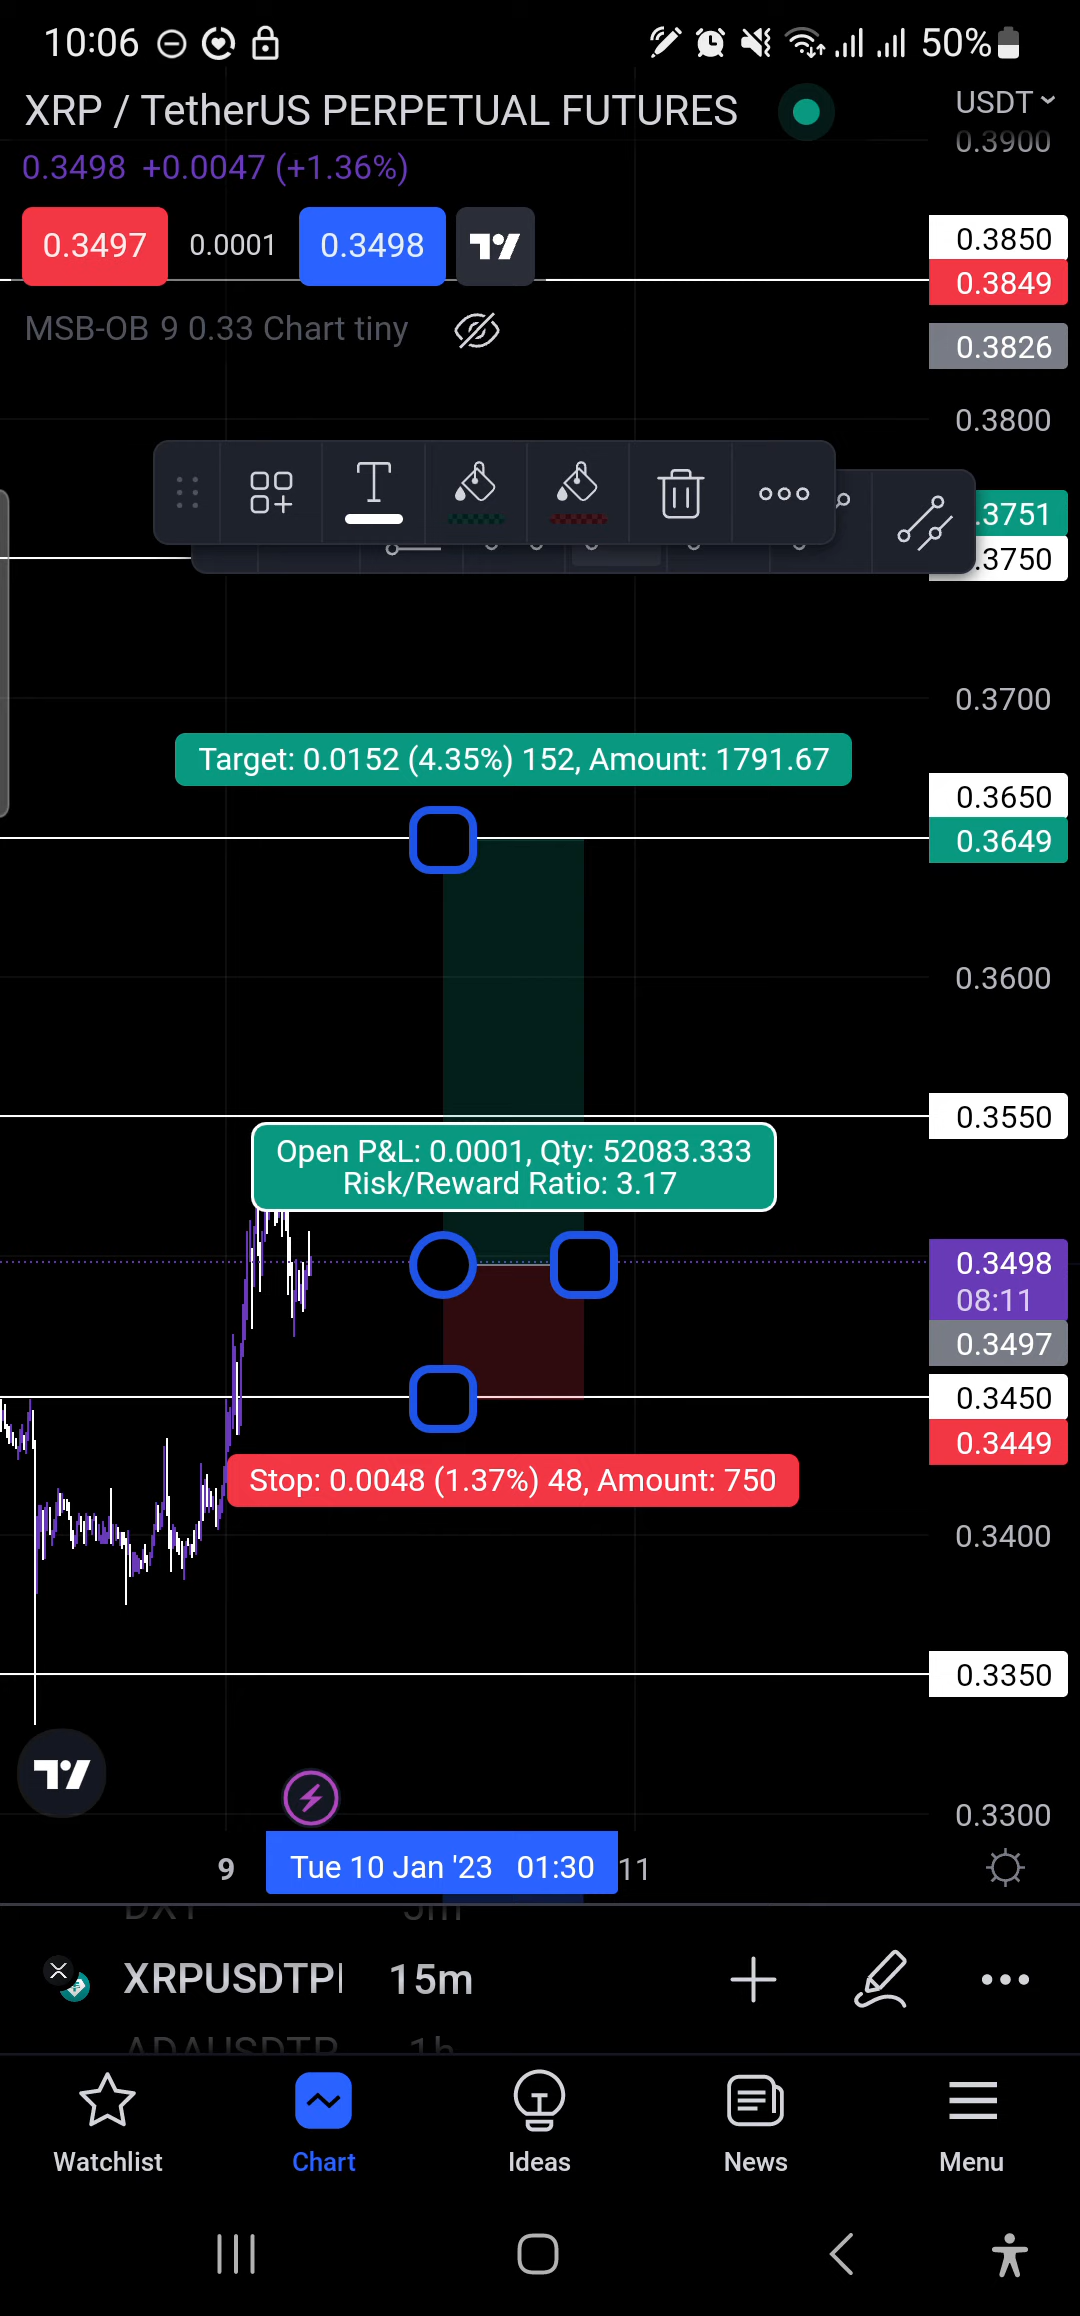 10:06
50%
XRP / TetherUS PERPETUAL FUTURES
USDT
0.3900
0.3498 +0.0047 (+1.36%)
0.3497 0.0001 0.3498
0.3850
0.3849
MSB-OB 9 0.33 Chart tiny
0.3826
0.3800
T
.3751
.3750
0.3700
Target: 0.0152 (4.35%) 152, Amount: 1791.67
0.3650
0.3649
0.3600
0.3550
Open P&L: 0.0001, Qty: 52083.333
Risk/Reward Ratio: 3.17
0.3498
08:11
0.3497
0.3450
0.3449
Stop: 0.0048 (1.37%) 48, Amount: 750
0.3400
0.3350
0.3300
9 Tue 10 Jan '23 01:30 11
DXY 5m
XRPUSDTP 15m
ADAUSDTP 1h
Watchlist Chart Ideas News Menu